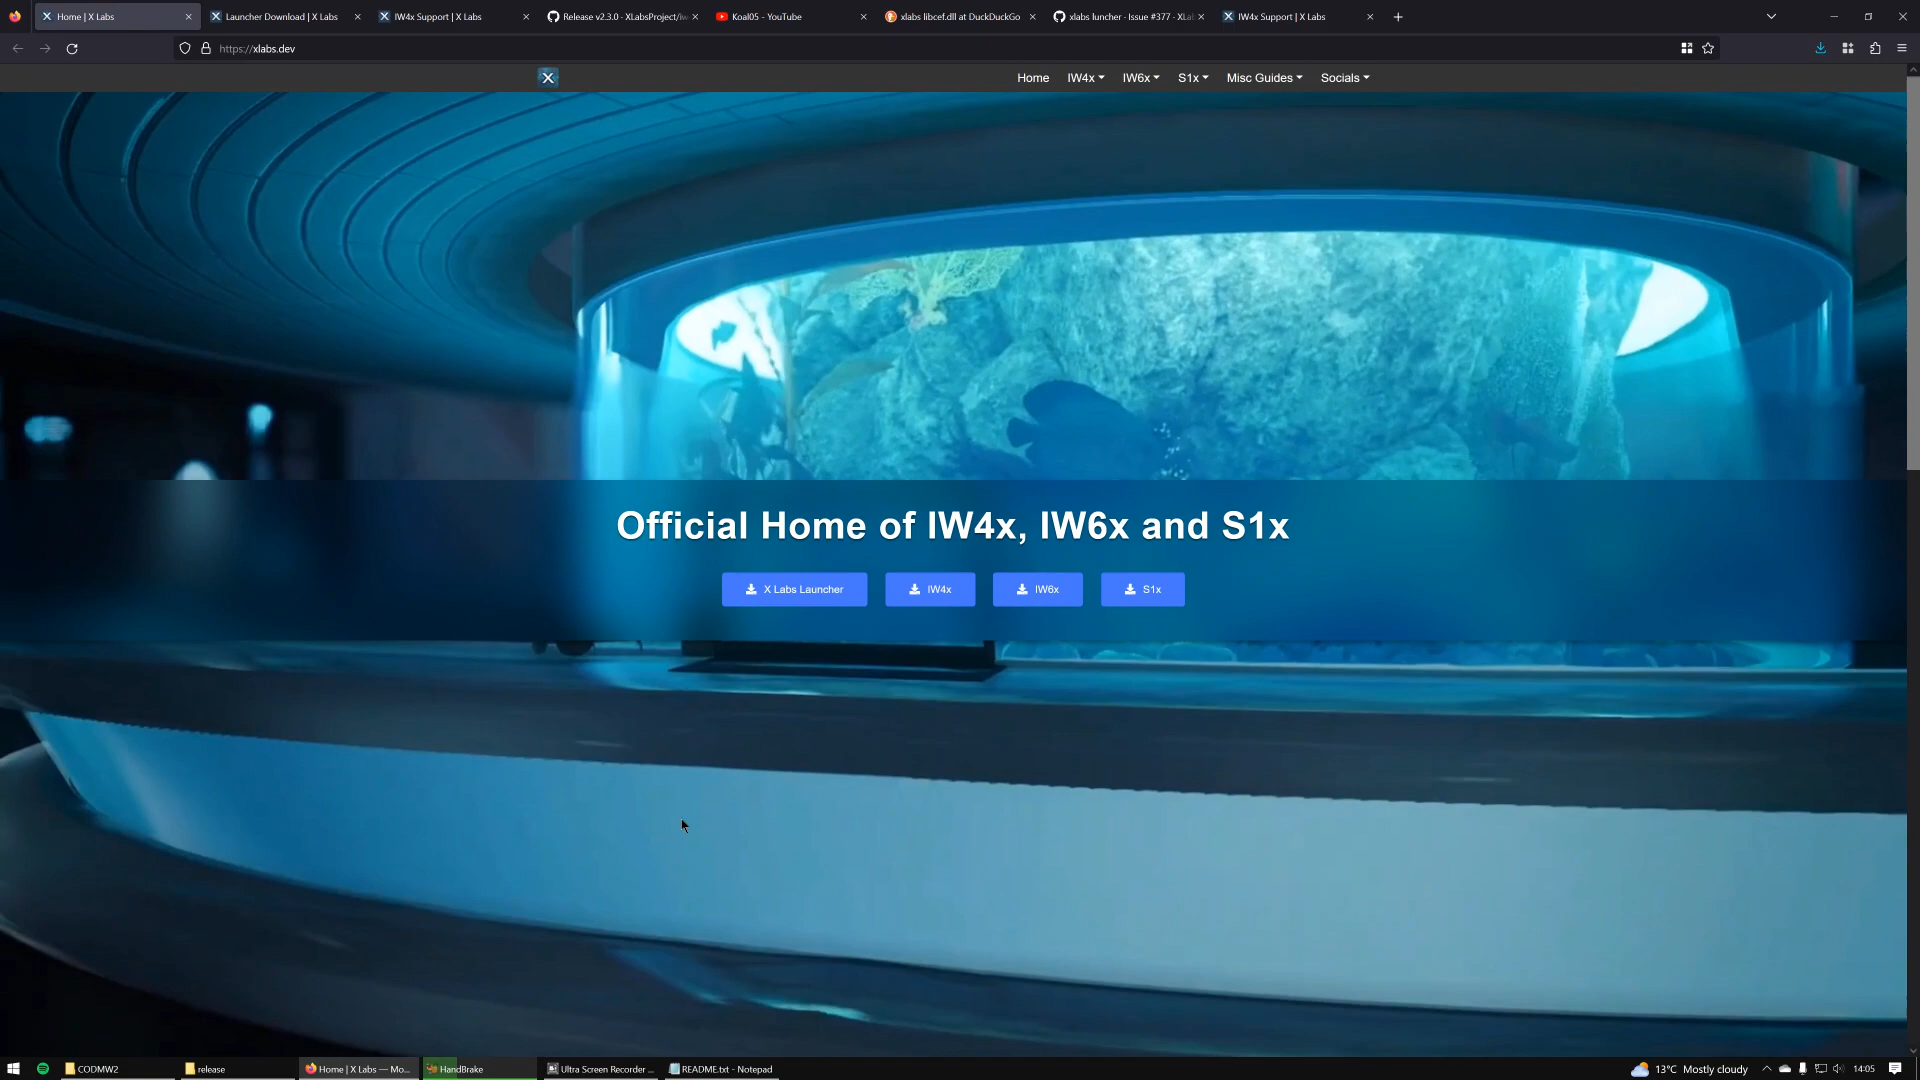 Home | X Labs
Launcher Download | X Labs
IW4x Support | X Labs
Release v2.3.0 - XLabsProject/iw
Koal05 - YouTube
xlabs libcef.dll at DuckDuckGo
xlabs luncher · Issue #377 · XLa
IW4x Support | X Labs
https://xlabs.dev
X
Home
IW4x
IW6x
S1x
Misc Guides
Socials
Official Home of IW4x, IW6x and S1x
X Labs Launcher
IW4x
IW6x
S1x
CODMW2
release
Home | X Labs — Mo...
HandBrake
Ultra Screen Recorder ...
README.txt - Notepad
13°C Mostly cloudy
14:05